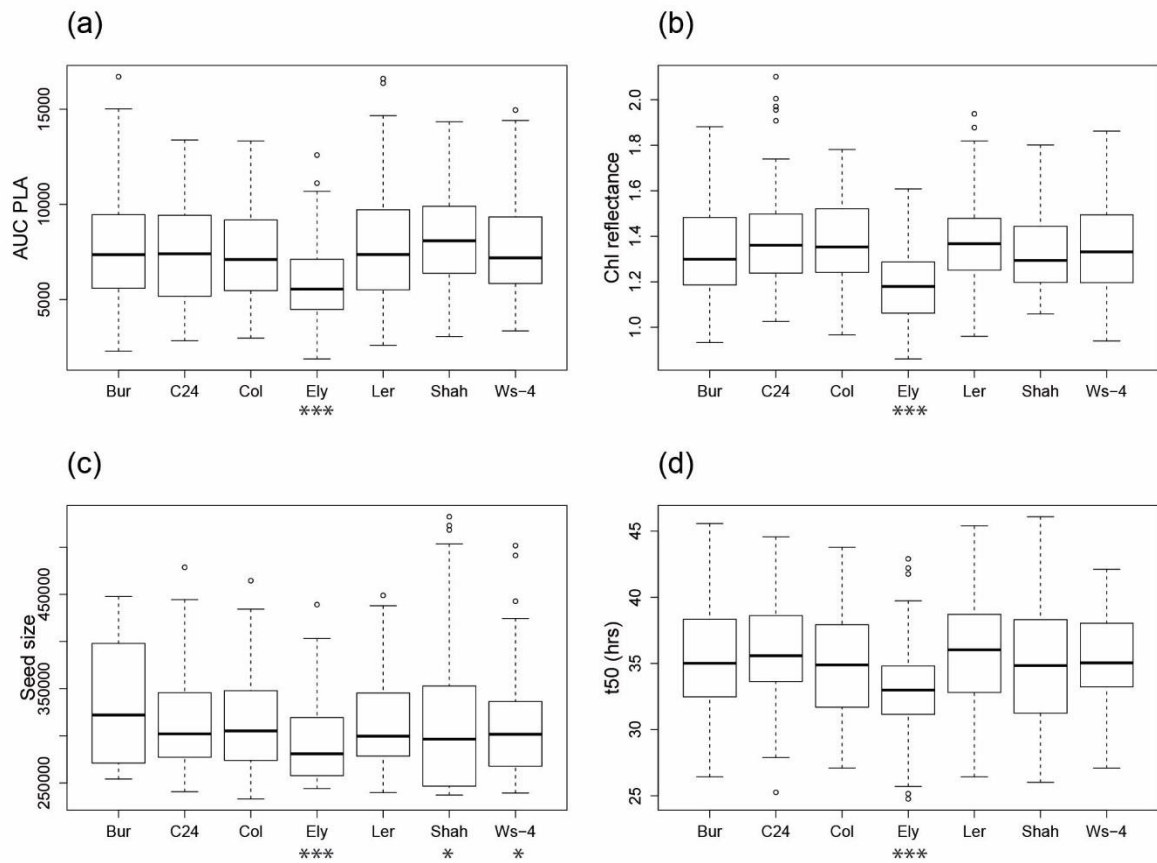 (a)
AUC PLA
15000
10000
5000
Bur C24 Col Ely Ler Shah Ws-4
***
(b)
Chl reflectance
2.0
1.8
1.6
1.4
1.2
1.0
Bur C24 Col Ely Ler Shah Ws-4
***
(c)
Seed size
450000
350000
250000
Bur C24 Col Ely Ler Shah Ws-4
*** * *
(d)
t50 (hrs)
45
40
35
30
25
Bur C24 Col Ely Ler Shah Ws-4
***